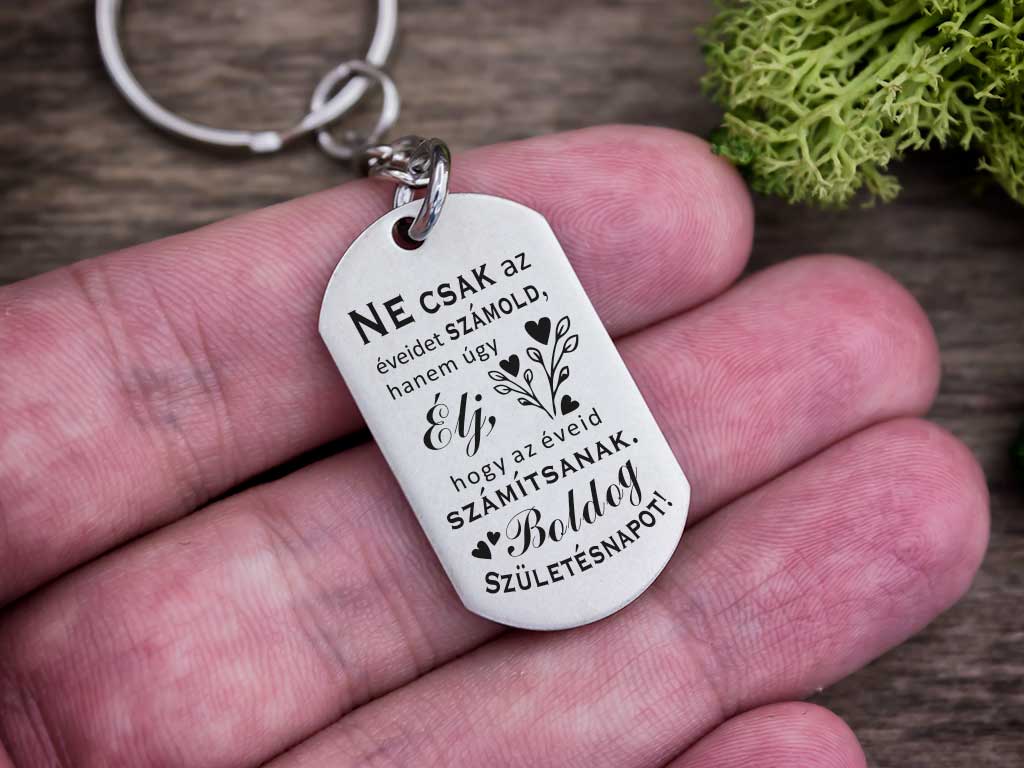 NE CSAK az
éveidet SZÁMOLD,
hanem úgy
Élj,
hogy az éveid
SZÁMÍTSANAK.
Boldog
SZÜLETÉSNAPOT!